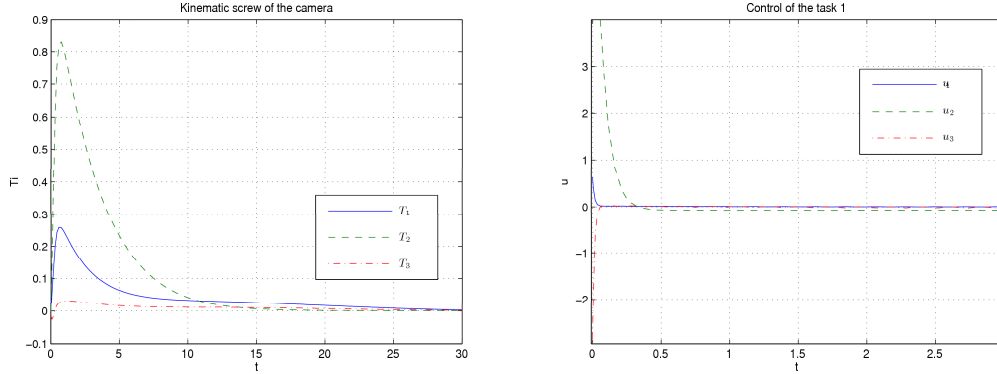 Kinematic screw of the camera
0.9
0.8
0.7
0.6
0.5
0.4
0.3
0.2
0.1
0
−0.1
Ti
0 5 10 15 20 25 30
t
T₁
T₂
T₃
Control of the task 1
3
2
1
0
−1
−2
u
0 0.5 1 1.5 2 2.5
t
u₁
u₂
u₃